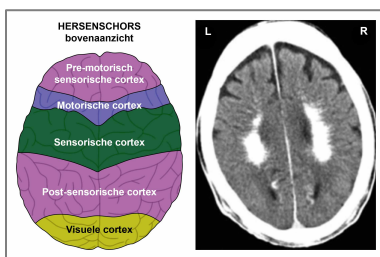 HERSENSCHORS
bovenaanzicht
Pre-motorisch
sensorische cortex
Motorische cortex
Sensorische cortex
Post-sensorische cortex
Visuele cortex
L
R